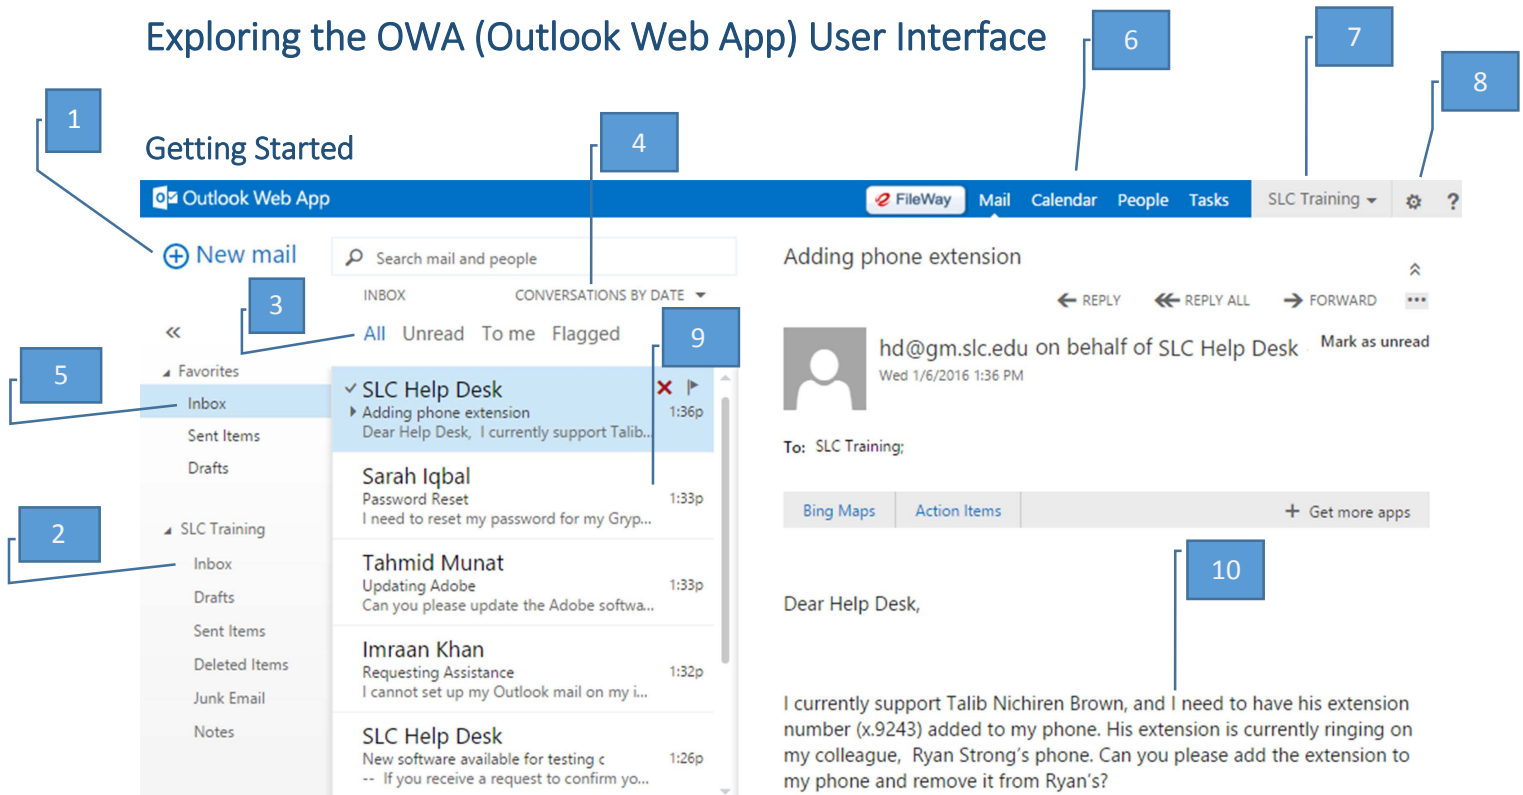 Exploring the OWA (Outlook Web App) User Interface
6
7
8
1
Getting Started
4
Outlook Web App
FileWay Mail Calendar People Tasks SLC Training ?
New mail
Search mail and people
INBOX CONVERSATIONS BY DATE
3
All Unread To me Flagged
9
5
Favorites
Inbox
Sent Items
Drafts
2
SLC Training
Inbox
Drafts
Sent Items
Deleted Items
Junk Email
Notes
SLC Help Desk
Adding phone extension 1:36p
Dear Help Desk, I currently support Talib...
Sarah Iqbal
Password Reset 1:33p
I need to reset my password for my Gryp...
Tahmid Munat
Updating Adobe 1:33p
Can you please update the Adobe softwa...
Imraan Khan
Requesting Assistance 1:32p
I cannot set up my Outlook mail on my i...
SLC Help Desk
New software available for testing c 1:26p
-- If you receive a request to confirm yo...
Adding phone extension
REPLY REPLY ALL FORWARD ...
Mark as unread
hd@gm.slc.edu on behalf of SLC Help Desk
Wed 1/6/2016 1:36 PM
To: SLC Training;
Bing Maps Action Items + Get more apps
10
Dear Help Desk,
I currently support Talib Nichiren Brown, and I need to have his extension
number (x.9243) added to my phone. His extension is currently ringing on
my colleague, Ryan Strong's phone. Can you please add the extension to
my phone and remove it from Ryan's?